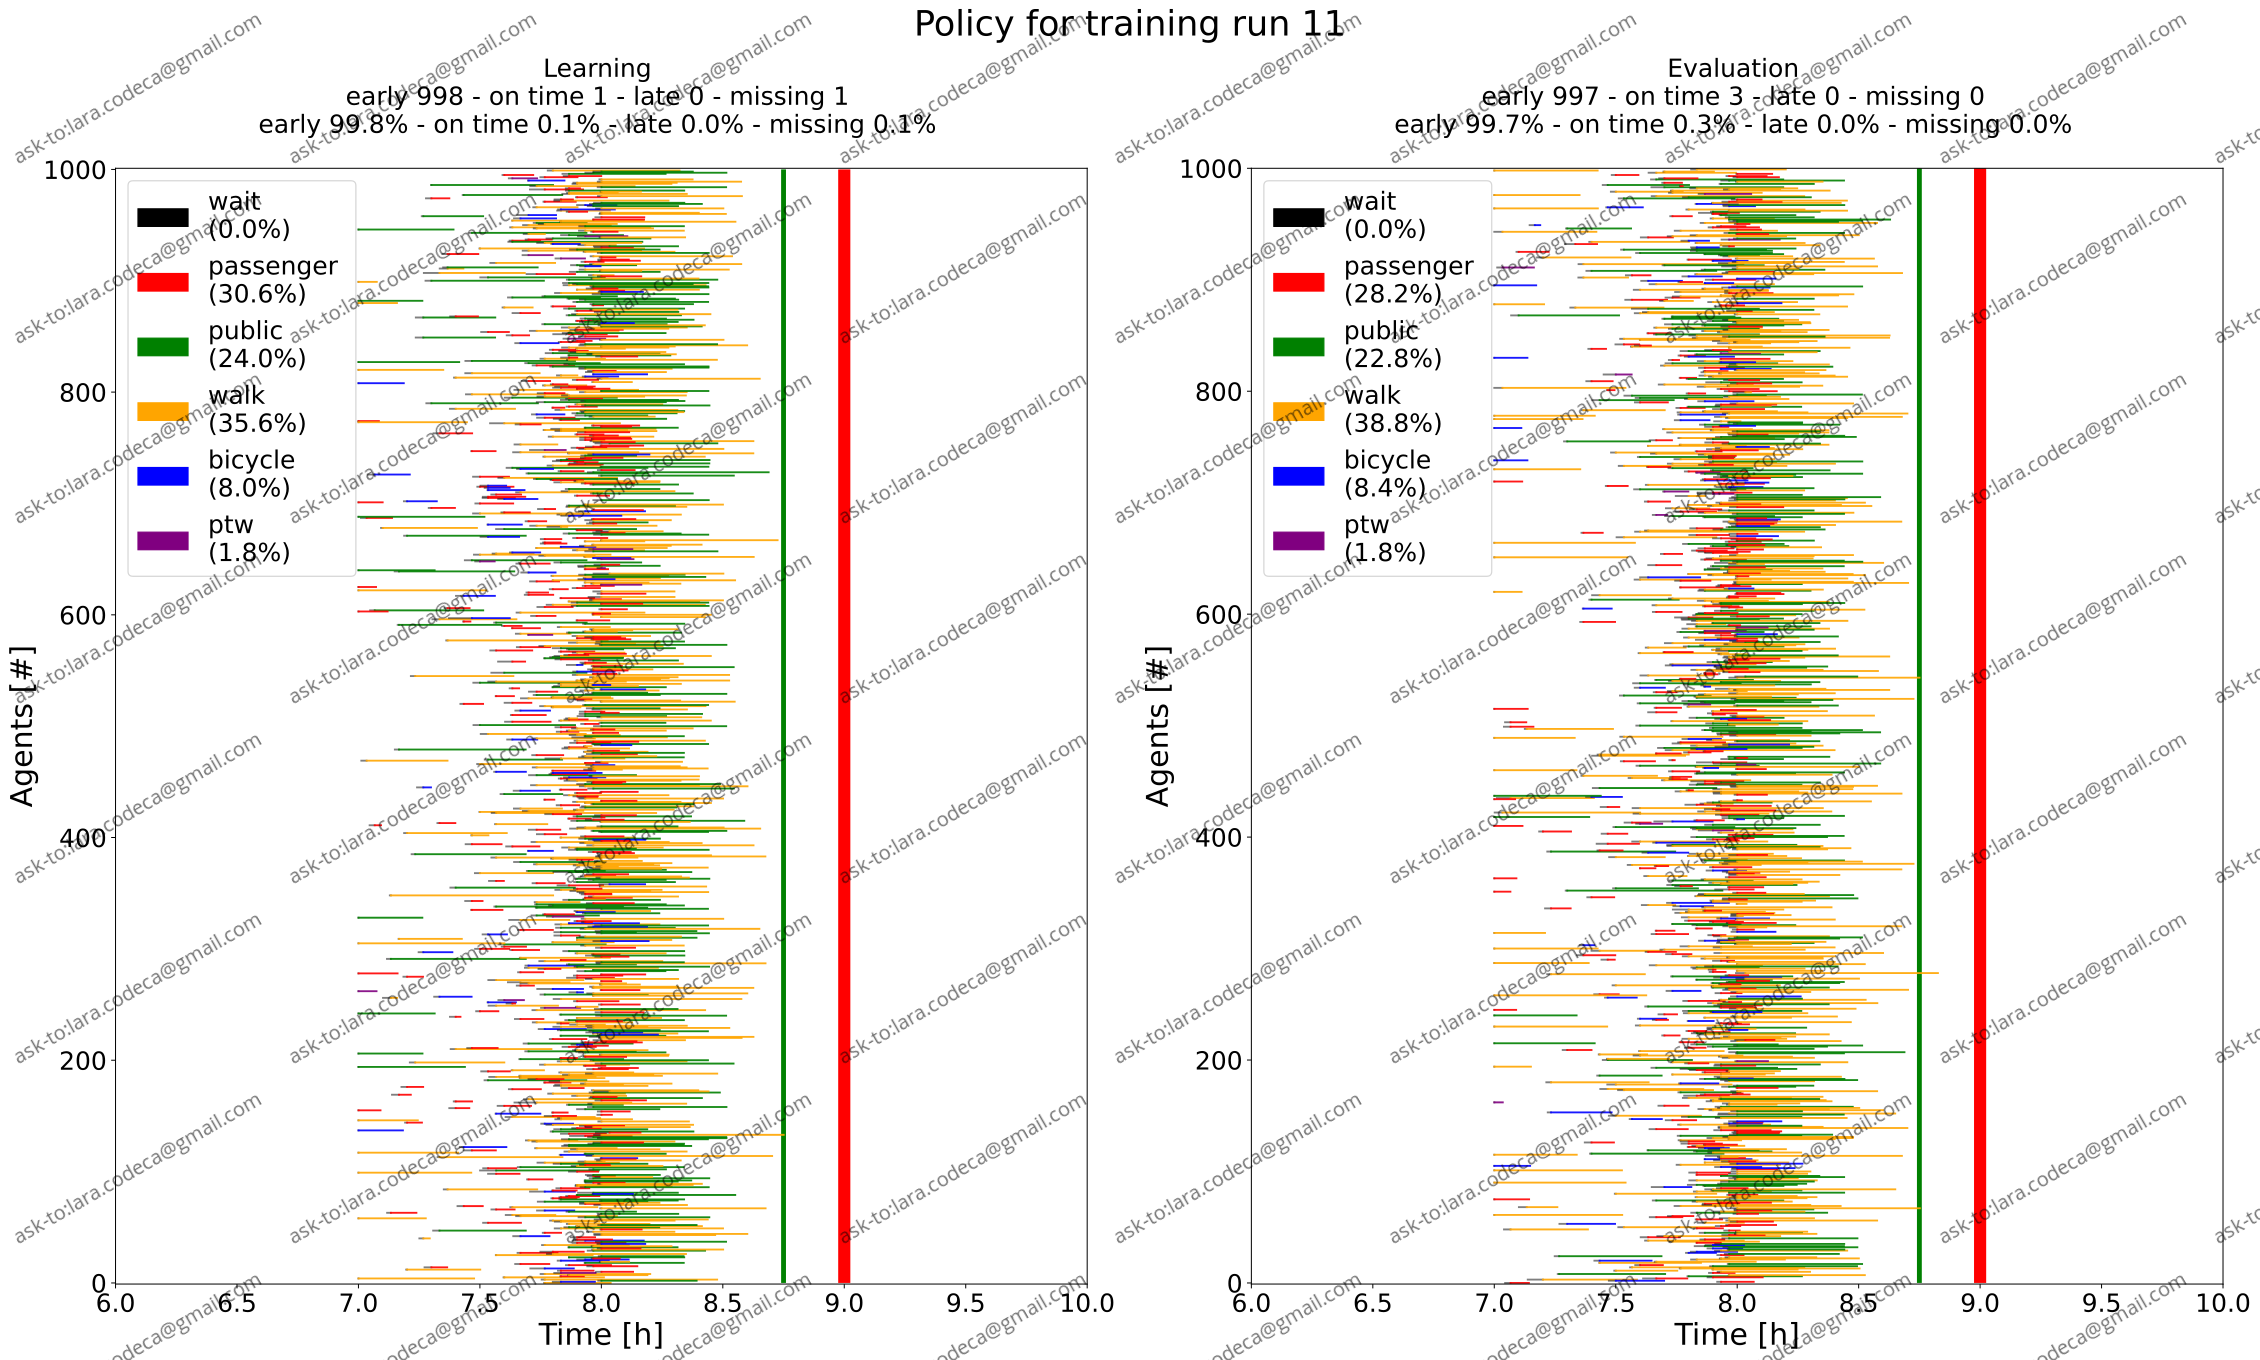 Policy for training run 11
Learning
early 998 - on time 1 - late 0 - missing 1
early 99.8% - on time 0.1% - late 0.0% - missing 0.1%
1000
800
600
400
200
0
Agents [#]
wait
(0.0%)
passenger
(30.6%)
public
(24.0%)
walk
(35.6%)
bicycle
(8.0%)
ptw
(1.8%)
6.0 6.5 7.0 7.5 8.0 8.5 9.0 9.5 10.0
Time [h]
Evaluation
early 997 - on time 3 - late 0 - missing 0
early 99.7% - on time 0.3% - late 0.0% - missing 0.0%
1000
800
600
400
200
0
Agents [#]
wait
(0.0%)
passenger
(28.2%)
public
(22.8%)
walk
(38.8%)
bicycle
(8.4%)
ptw
(1.8%)
6.0 6.5 7.0 7.5 8.0 8.5 9.0 9.5 10.0
Time [h]
ask-to:lara.codeca@gmail.com